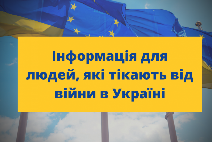 Інформація для
людей, які тікають від
війни в Україні